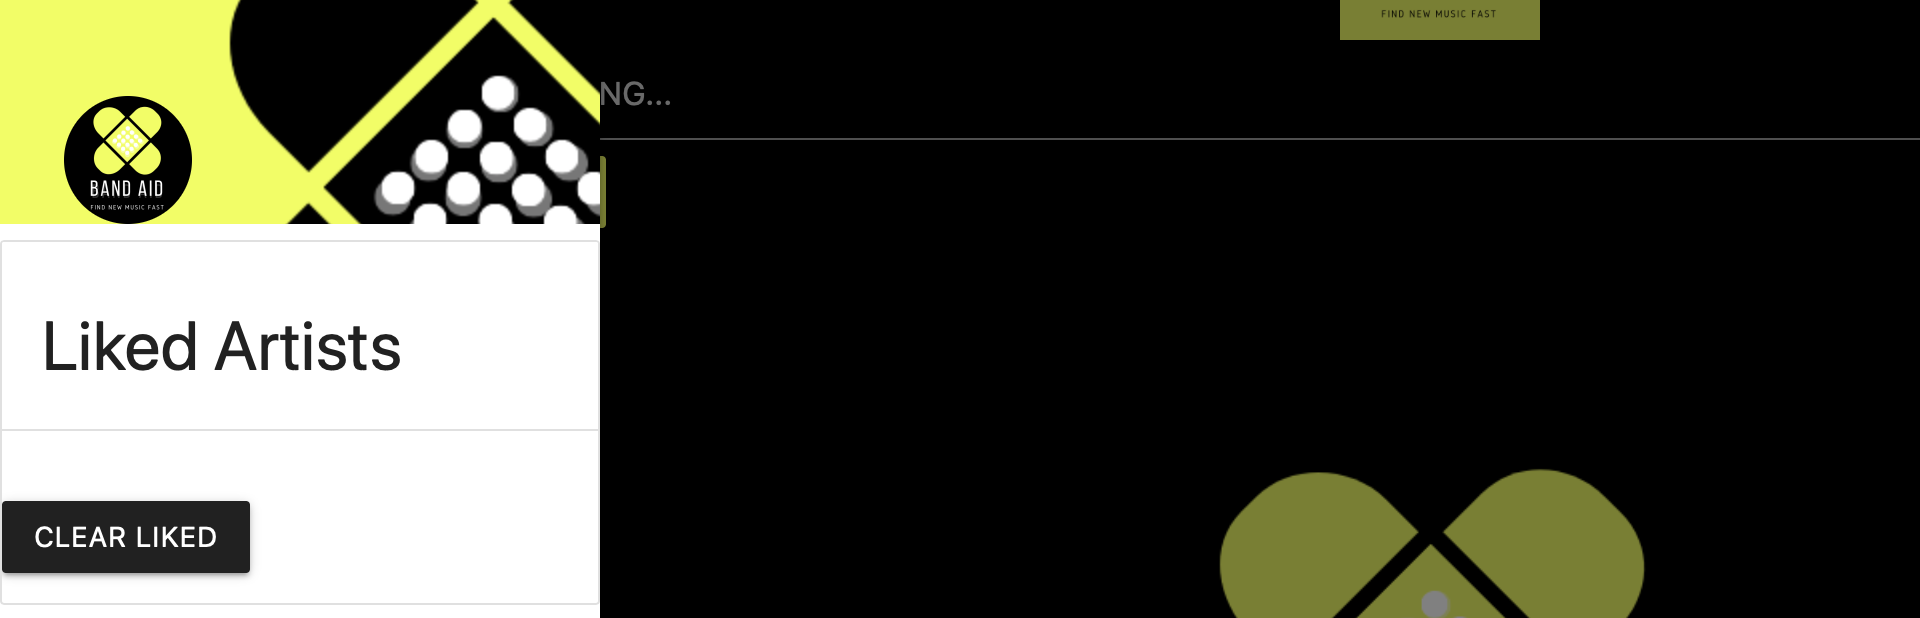 FIND NEW MUSIC FAST
NG...
BAND AID
FIND NEW MUSIC FAST
Liked Artists
CLEAR LIKED